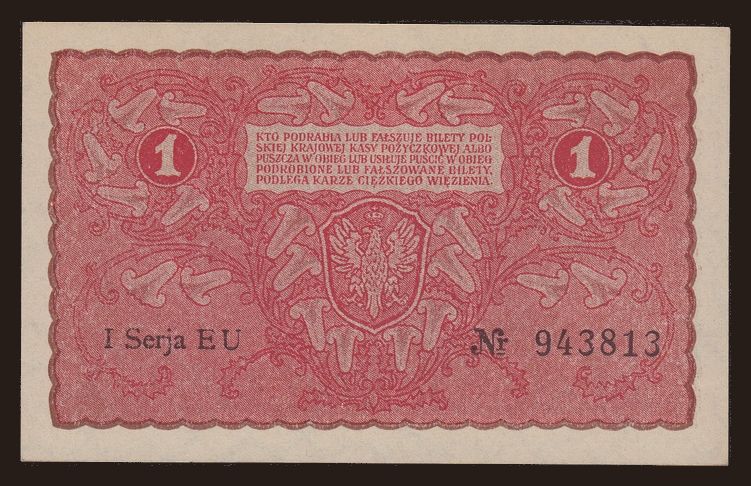 1
KTO PODRABIA LUB FAŁSZUJE BILETY POL-
SKIEJ KRAJOWEJ KASY POŻYCZKOWEJ ALBO
PUSZCZA W OBIEG LUB USIŁUJE PUŚCIĆ W OBIEG
PODROBIONE LUB FAŁSZOWANE BILETY,
PODLEGA KARZE CIĘŻKIEGO WIĘZIENIA.
1
I Serja EU
№ 943813